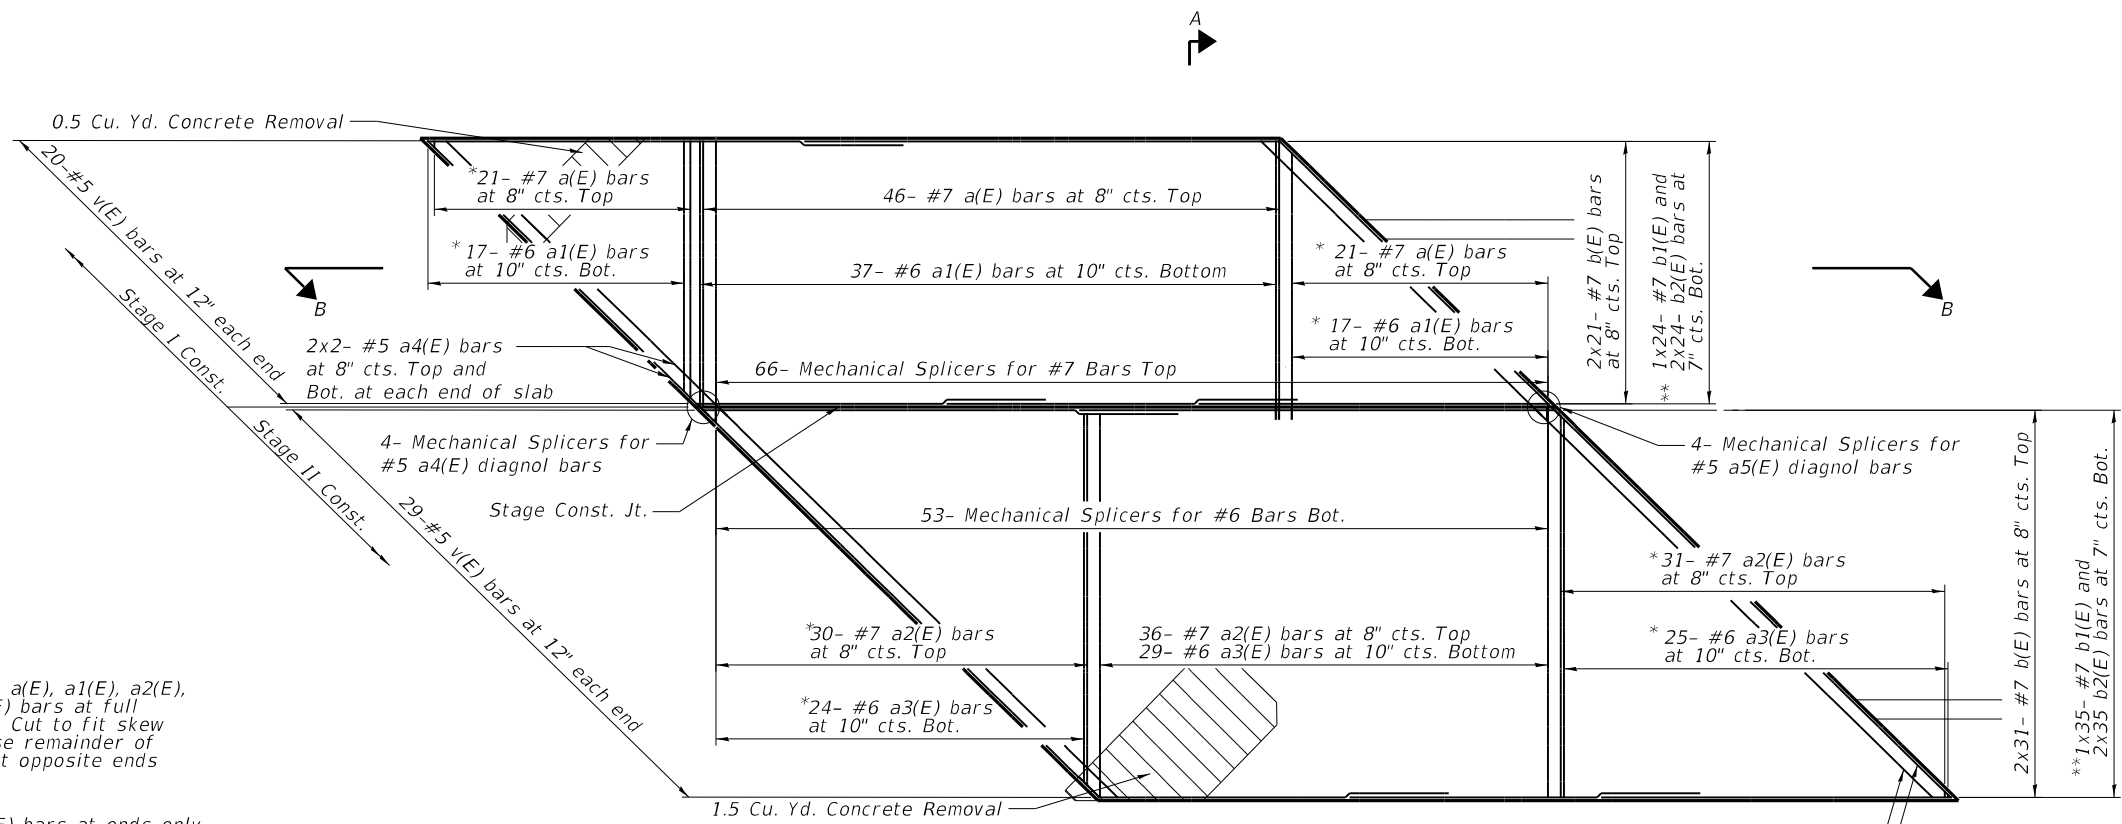 A
0.5 Cu. Yd. Concrete Removal
20-#5 v(E) bars at 12" each end
*21- #7 a(E) bars
at 8" cts. Top
46- #7 a(E) bars at 8" cts. Top
*17- #6 a1(E) bars
at 10" cts. Bot.
37- #6 a1(E) bars at 10" cts. Bottom
* 21- #7 a(E) bars
at 8" cts. Top
* 17- #6 a1(E) bars
at 10" cts. Bot.
2x21- #7 b(E) bars
at 8" cts. Top
** 1x24- #7 b1(E) and
2x24- b2(E) bars at
7" cts. Bot.
B
B
Stage I Const.
Stage II Const.
2x2- #5 a4(E) bars
at 8" cts. Top and
Bot. at each end of slab
66- Mechanical Splicers for #7 Bars Top
4- Mechanical Splicers for
#5 a4(E) diagnol bars
4- Mechanical Splicers for
#5 a5(E) diagnol bars
Stage Const. Jt.
53- Mechanical Splicers for #6 Bars Bot.
29-#5 v(E) bars at 12" each end
*31- #7 a2(E) bars
at 8" cts. Top
*30- #7 a2(E) bars
at 8" cts. Top
36- #7 a2(E) bars at 8" cts. Top
29- #6 a3(E) bars at 10" cts. Bottom
* 25- #6 a3(E) bars
at 10" cts. Bot.
*24- #6 a3(E) bars
at 10" cts. Bot.
2x31- #7 b(E) bars at 8" cts. Top
**1x35- #7 b1(E) and
2x35 b2(E) bars at 7" cts. Bot.
a(E), a1(E), a2(E),
bars at full
Cut to fit skew
remainder of
opposite ends
1.5 Cu. Yd. Concrete Removal
bars at ends only